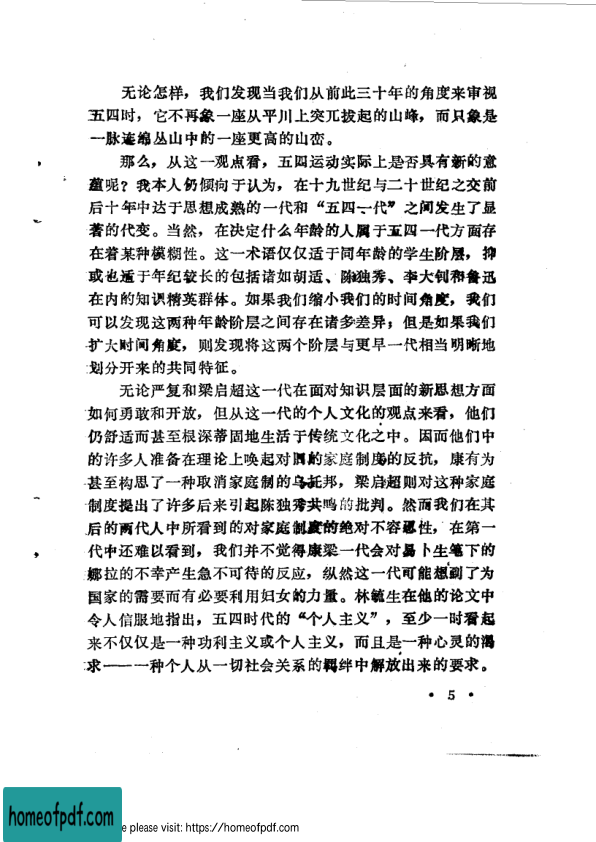 无论怎样，我们发现当我们从前此三十年的角度来审视
五四时，它不再象一座从平川上突兀拔起的山峰，而只象是
一脉连绵丛山中的一座更高的山峦。
那么，从这一观点看，五四运动实际上是否具有新的意
蕴呢？我本人仍倾向于认为，在十九世纪与二十世纪之交前
后十年中达于思想成熟的一代和“五四一代”之间发生了显
著的代变。当然，在决定什么年龄的人属于五四一代方面存
在着某种模糊性。这一术语仅仅适于同年龄的学生阶层，抑
或也适于年纪较长的包括诸如胡适、陈独秀、李大钊和鲁迅
在内的知识精英群体。如果我们缩小我们的时间角度，我们
可以发现这两种年龄阶层之间存在诸多差异；但是如果我们
扩大时间角度，则发现将这两个阶层与更早一代相当明晰地
划分开来的共同特征。
无论严复和梁启超这一代在面对知识层面的新思想方面
如何勇敢和开放，但从这一代的个人文化的观点来看，他们
仍舒适而甚至根深蒂固地生活于传统文化之中。因而他们中
的许多人准备在理论上唤起对旧的家庭制度的反抗，康有为
甚至构思了一种取消家庭制的乌托邦，梁启超则对这种家庭
制度提出了许多后来引起陈独秀共鸣的批判。然而我们在其
后的两代人中所看到的对家庭制度的绝对不容忍性，在第一
代中还难以看到，我们并不觉得康梁一代会对易卜生笔下的
娜拉的不幸产生急不可待的反应，纵然这一代可能想到了为
国家的需要而有必要利用妇女的力量。林毓生在他的论文中
令人信服地指出，五四时代的“个人主义”，至少一时看起
来不仅仅是一种功利主义或个人主义，而且是一种心灵的渴
求——一种个人从一切社会关系的羁绊中解放出来的要求。
• 5 •
homeofpdf.com
e please visit: https://homeofpdf.com